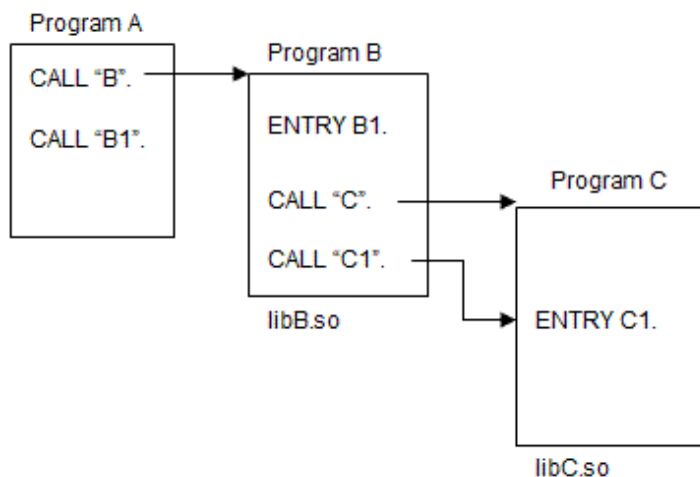 Program A
CALL “B”.
CALL “B1”.
Program B
ENTRY B1.
CALL “C”.
CALL “C1”.
libB.so
Program C
ENTRY C1.
libC.so